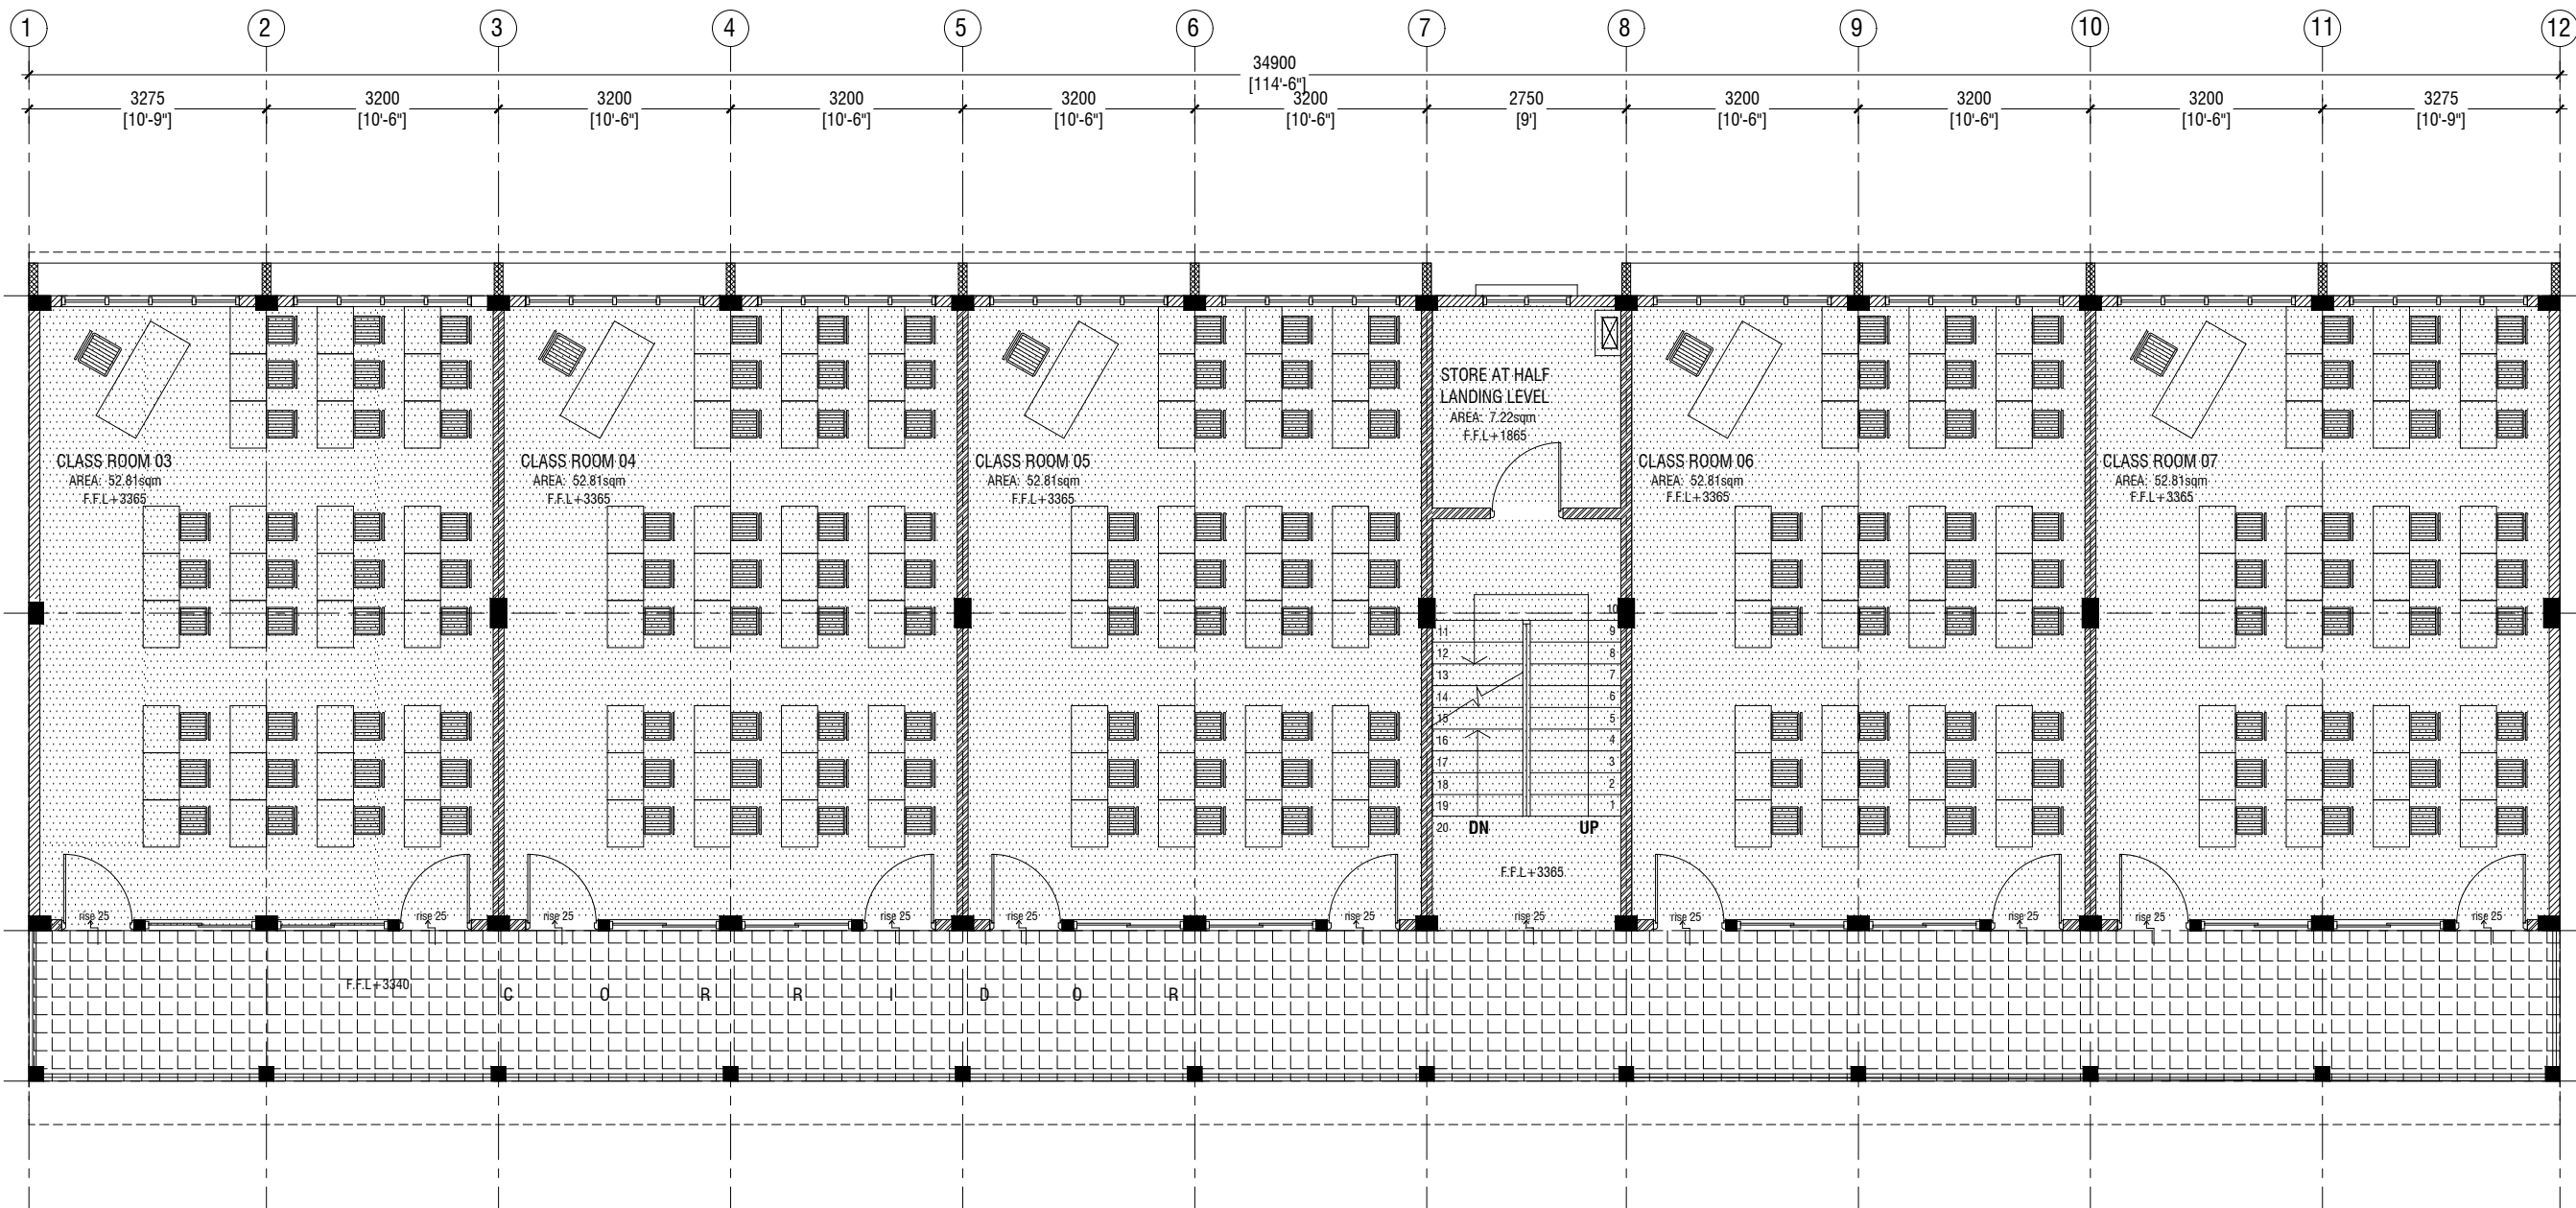 1 2 3 4 5 6 7 8 9 10 11 12
34900
[114'-6"]
3275 3200 3200 3200 3200 3200 2750 3200 3200 3200 3275
[10'-9"] [10'-6"] [10'-6"] [10'-6"] [10'-6"] [10'-6"] [9'] [10'-6"] [10'-6"] [10'-6"] [10'-9"]
CLASS ROOM 03
AREA: 52.81sqm
F.F.L+3365
CLASS ROOM 04
AREA: 52.81sqm
F.F.L+3365
CLASS ROOM 05
AREA: 52.81sqm
F.F.L+3365
STORE AT HALF
LANDING LEVEL
AREA: 7.22sqm
F.F.L+1865
CLASS ROOM 06
AREA: 52.81sqm
F.F.L+3365
CLASS ROOM 07
AREA: 52.81sqm
F.F.L+3365
10
11 9
12 8
13 7
14 6
15 5
16 4
17 3
18 2
19 1
20 DN UP
F.F.L+3365
rise 25 rise 25 rise 25 rise 25 rise 25 rise 25 rise 25 rise 25 rise 25 rise 25 rise 25
F.F.L+3340
C O R R I D O R